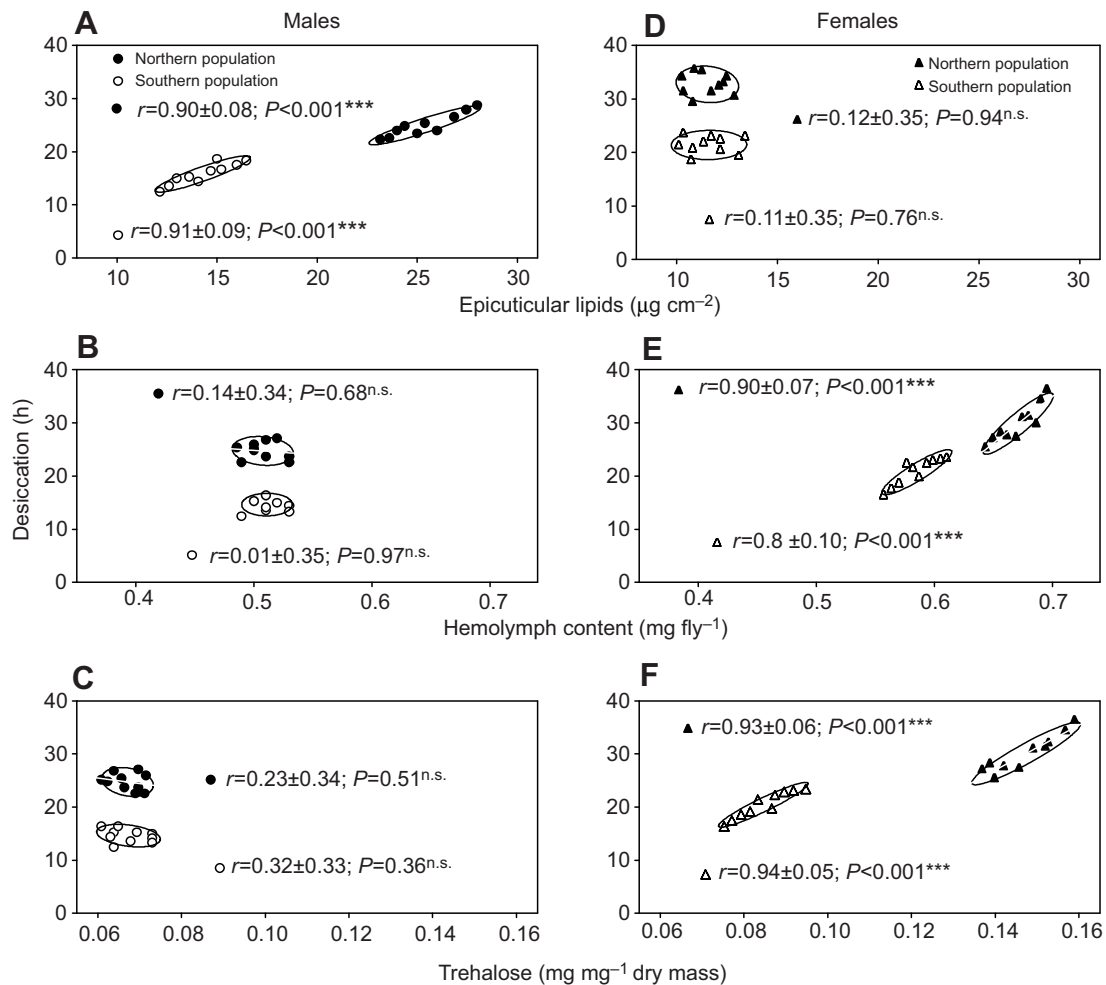 A Males
40
30
20
10
0
Northern population
Southern population
r=0.90±0.08; P<0.001***
r=0.91±0.09; P<0.001***
10 15 20 25 30
D Females
40
30
20
10
0
Northern population
Southern population
r=0.12±0.35; P=0.94n.s.
r=0.11±0.35; P=0.76n.s.
10 15 20 25 30
Epicuticular lipids (μg cm–2)
Desiccation (h)
B
40
30
20
10
0
r=0.14±0.34; P=0.68n.s.
r=0.01±0.35; P=0.97n.s.
0.4 0.5 0.6 0.7
E
40
30
20
10
0
r=0.90±0.07; P<0.001***
r=0.8 ±0.10; P<0.001***
0.4 0.5 0.6 0.7
Hemolymph content (mg fly–1)
C
40
30
20
10
0
r=0.23±0.34; P=0.51n.s.
r=0.32±0.33; P=0.36n.s.
0.06 0.08 0.10 0.12 0.14 0.16
F
40
30
20
10
0
r=0.93±0.06; P<0.001***
r=0.94±0.05; P<0.001***
0.06 0.08 0.10 0.12 0.14 0.16
Trehalose (mg mg–1 dry mass)